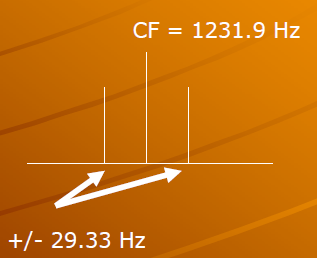 CF = 1231.9 Hz
+/- 29.33 Hz